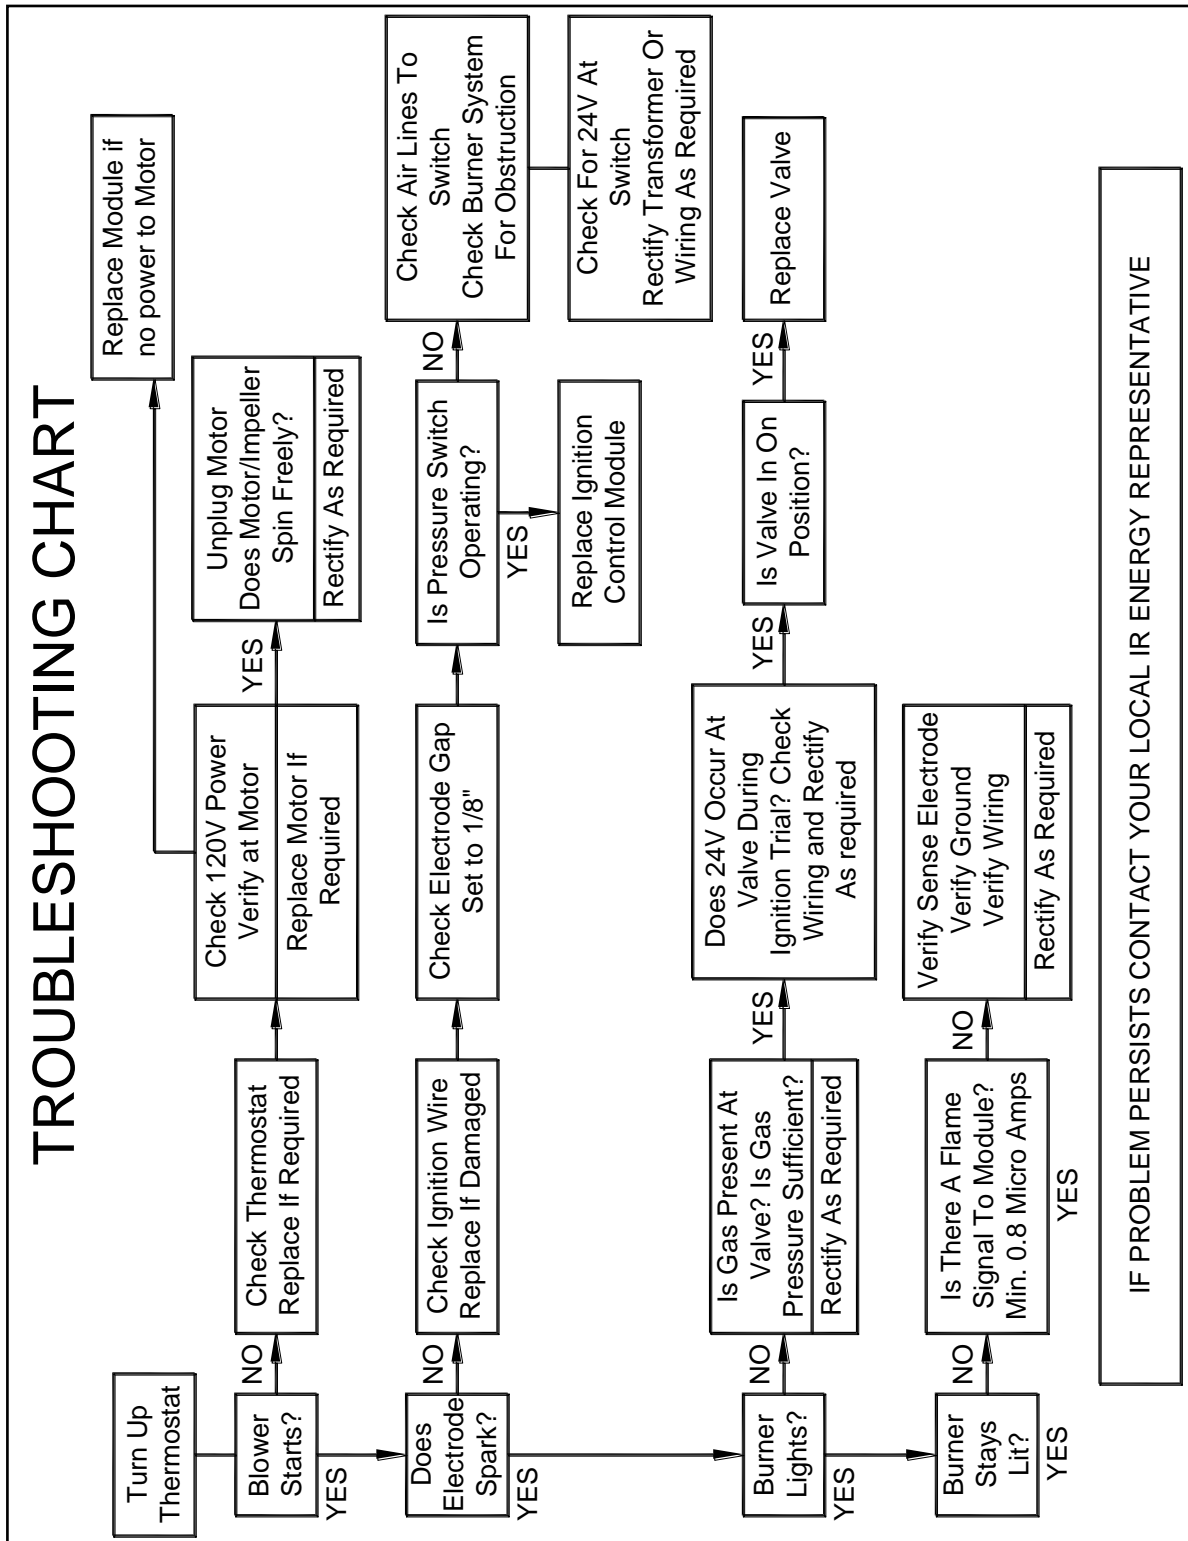 TROUBLESHOOTING CHART
Turn Up
Thermostat
Blower
Starts?
NO
YES
Check Thermostat
Replace If Required
Check 120V Power
Verify at Motor
Replace Motor If
Required
YES
Unplug Motor
Does Motor/Impeller
Spin Freely?
Rectify As Required
Replace Module if
no power to Motor
Does
Electrode
Spark?
NO
YES
Check Ignition Wire
Replace If Damaged
Check Electrode Gap
Set to 1/8"
Is Pressure Switch
Operating?
NO
YES
Check Air Lines To
Switch
Check Burner System
For Obstruction
Check For 24V At
Switch
Rectify Transformer Or
Wiring As Required
Replace Ignition
Control Module
Burner
Lights?
NO
YES
Is Gas Present At
Valve? Is Gas
Pressure Sufficient?
Rectify As Required
YES
Does 24V Occur At
Valve During
Ignition Trial? Check
Wiring and Rectify
As required
YES
Is Valve In On
Position?
YES
Replace Valve
Burner
Stays
Lit?
NO
YES
Is There A Flame
Signal To Module?
Min. 0.8 Micro Amps
NO
YES
Verify Sense Electrode
Verify Ground
Verify Wiring
Rectify As Required
IF PROBLEM PERSISTS CONTACT YOUR LOCAL IR ENERGY REPRESENTATIVE